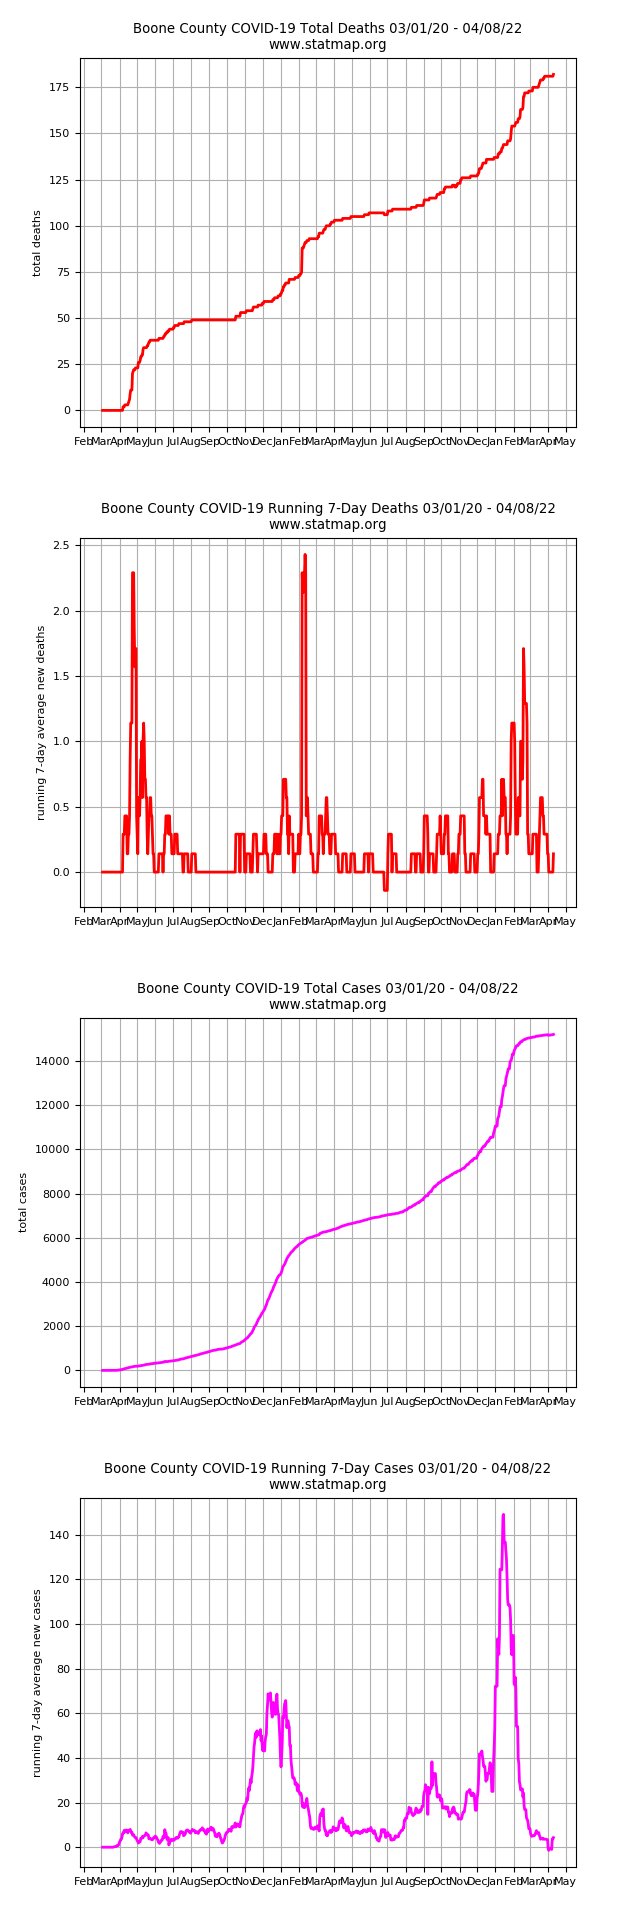 Boone County COVID-19 Total Deaths 03/01/20 - 04/08/22
www.statmap.org
total deaths
175
150
125
100
75
50
25
0
Feb Mar Apr May Jun Jul Aug Sep Oct Nov Dec Jan Feb Mar Apr May Jun Jul Aug Sep Oct Nov Dec Jan Feb Mar Apr May
Boone County COVID-19 Running 7-Day Deaths 03/01/20 - 04/08/22
www.statmap.org
running 7-day average new deaths
2.5
2.0
1.5
1.0
0.5
0.0
Feb Mar Apr May Jun Jul Aug Sep Oct Nov Dec Jan Feb Mar Apr May Jun Jul Aug Sep Oct Nov Dec Jan Feb Mar Apr May
Boone County COVID-19 Total Cases 03/01/20 - 04/08/22
www.statmap.org
total cases
14000
12000
10000
8000
6000
4000
2000
0
Feb Mar Apr May Jun Jul Aug Sep Oct Nov Dec Jan Feb Mar Apr May Jun Jul Aug Sep Oct Nov Dec Jan Feb Mar Apr May
Boone County COVID-19 Running 7-Day Cases 03/01/20 - 04/08/22
www.statmap.org
running 7-day average new cases
140
120
100
80
60
40
20
0
Feb Mar Apr May Jun Jul Aug Sep Oct Nov Dec Jan Feb Mar Apr May Jun Jul Aug Sep Oct Nov Dec Jan Feb Mar Apr May